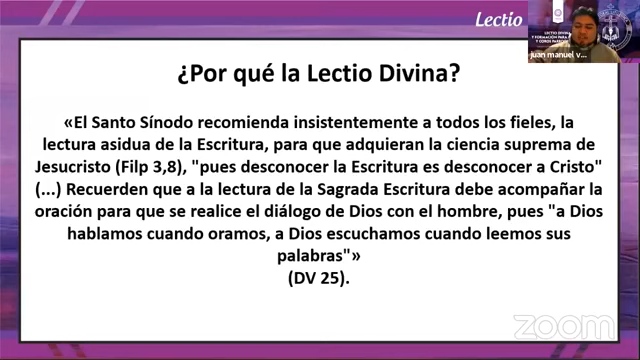 Lectio
LECTIO DIVINA
juan manuel v...
¿Por qué la Lectio Divina?
«El Santo Sínodo recomienda insistentemente a todos los fieles, la
lectura asidua de la Escritura, para que adquieran la ciencia suprema de
Jesucristo (Filp 3,8), "pues desconocer la Escritura es desconocer a Cristo"
(...) Recuerden que a la lectura de la Sagrada Escritura debe acompañar la
oración para que se realice el diálogo de Dios con el hombre, pues "a Dios
hablamos cuando oramos, a Dios escuchamos cuando leemos sus
palabras"»
(DV 25).
zoom